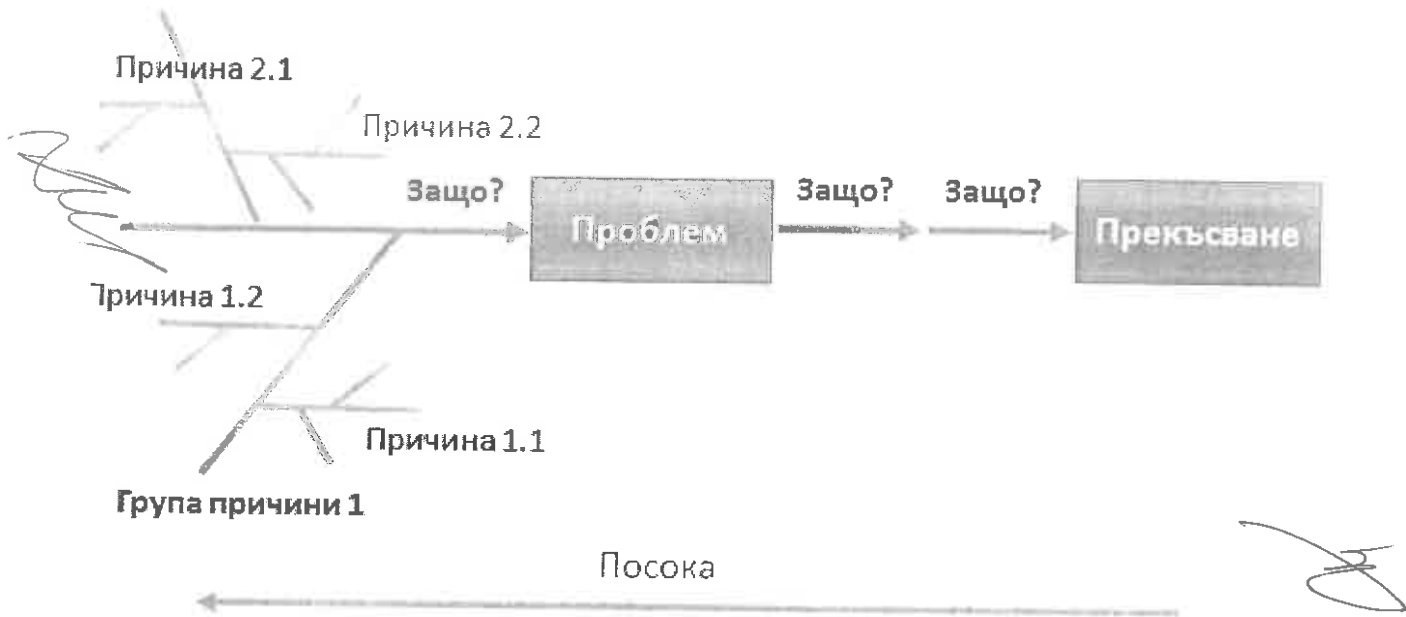 Причина 2.1
Причина 2.2
Защо?
Проблем
Защо?
Защо?
Прекъсване
Причина 1.2
Причина 1.1
Група причини 1
Посока